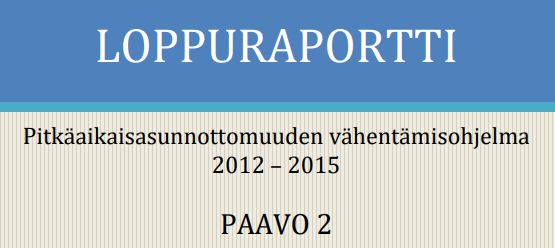 LOPPURAPORTTI
Pitkäaikaisasunnottomuuden vähentämisohjelma
2012 – 2015
PAAVO 2